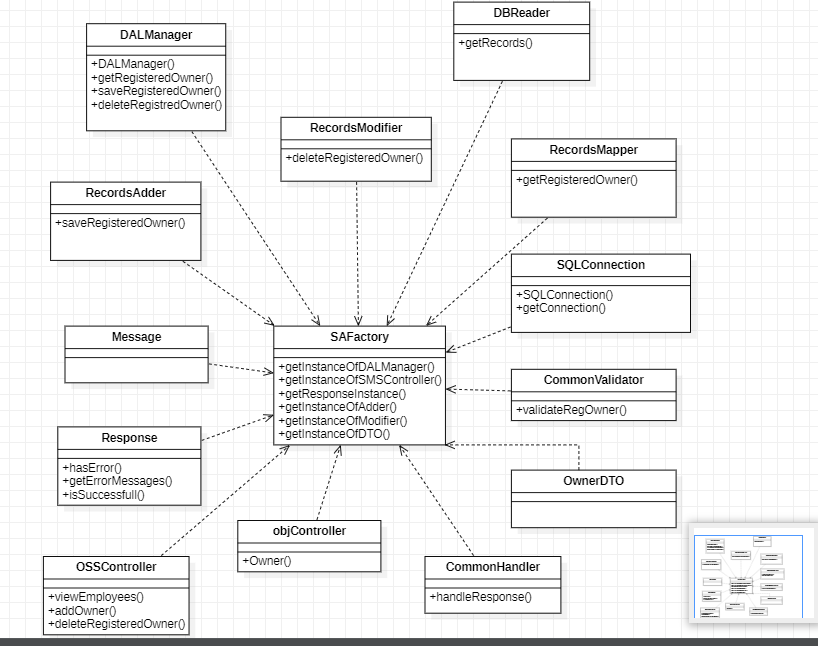 DBReader
+getRecords()
DALManager
+DALManager()
+getRegisteredOwner()
+saveRegisteredOwner()
+deleteRegistredOwner()
RecordsModifier
+deleteRegisteredOwner()
RecordsMapper
+getRegisteredOwner()
RecordsAdder
+saveRegisteredOwner()
SQLConnection
+SQLConnection()
+getConnection()
Message
SAFactory
+getInstanceOfDALManager()
+getInstanceOfSMSController()
+getResponseInstance()
+getInstanceOfAdder()
+getInstanceOfModifier()
+getInstanceOfDTO()
CommonValidator
+validateRegOwner()
Response
+hasError()
+getErrorMessages()
+isSuccessfull()
OwnerDTO
objController
+Owner()
OSSController
+viewEmployees()
+addOwner()
+deleteRegisteredOwner()
CommonHandler
+handleResponse()